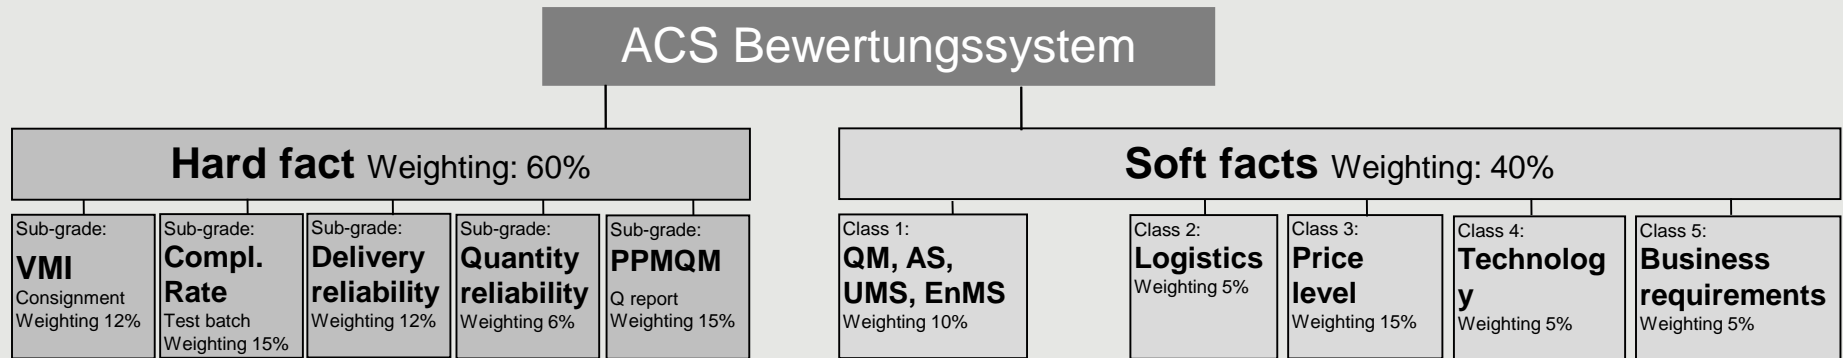 ACS Bewertungssystem
Hard fact Weighting: 60%
Soft facts Weighting: 40%
Sub-grade:
VMI
Consignment
Weighting 12%
Sub-grade:
Compl.
Rate
Test batch
Weighting 15%
Sub-grade:
Delivery
reliability
Weighting 12%
Sub-grade:
Quantity
reliability
Weighting 6%
Sub-grade:
PPMQM
Q report
Weighting 15%
Class 1:
QM, AS,
UMS, EnMS
Weighting 10%
Class 2:
Logistics
Weighting 5%
Class 3:
Price
level
Weighting 15%
Class 4:
Technolog
y
Weighting 5%
Class 5:
Business
requirements
Weighting 5%